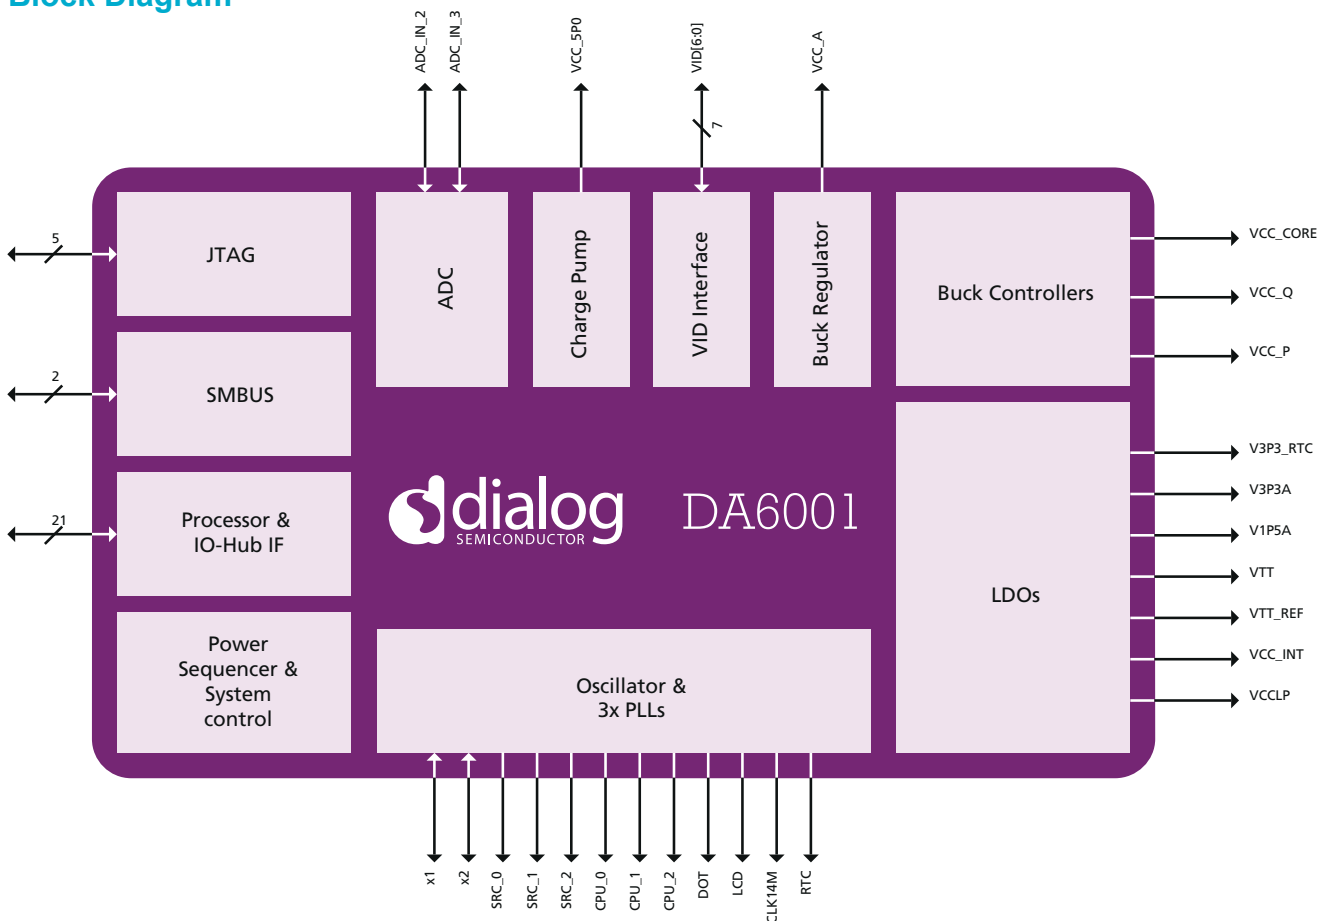 Block Diagram
ADC_IN_2
ADC_IN_3
VCC_5P0
VID[6:0]
VCC_A
7
5
JTAG
ADC
Charge Pump
VID Interface
Buck Regulator
Buck Controllers
VCC_CORE
VCC_Q
VCC_P
2
SMBUS
21
Processor &
IO-Hub IF
dialog
SEMICONDUCTOR
DA6001
LDOs
V3P3_RTC
V3P3A
V1P5A
VTT
VTT_REF
VCC_INT
VCCLP
Power
Sequencer &
System
control
Oscillator &
3x PLLs
x1
x2
SRC_0
SRC_1
SRC_2
CPU_0
CPU_1
CPU_2
DOT
LCD
CLK14M
RTC